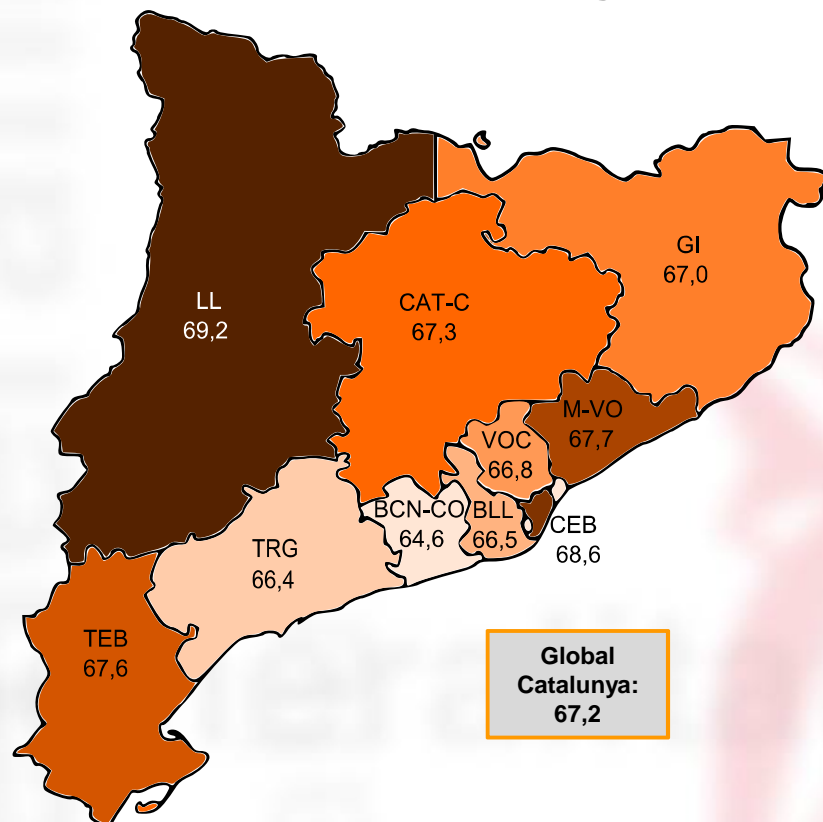 GI
67,0
LL
69,2
CAT-C
67,3
M-VO
67,7
VOC
66,8
BCN-CO
64,6
BLL
66,5
CEB
68,6
TRG
66,4
TEB
67,6
Global
Catalunya:
67,2